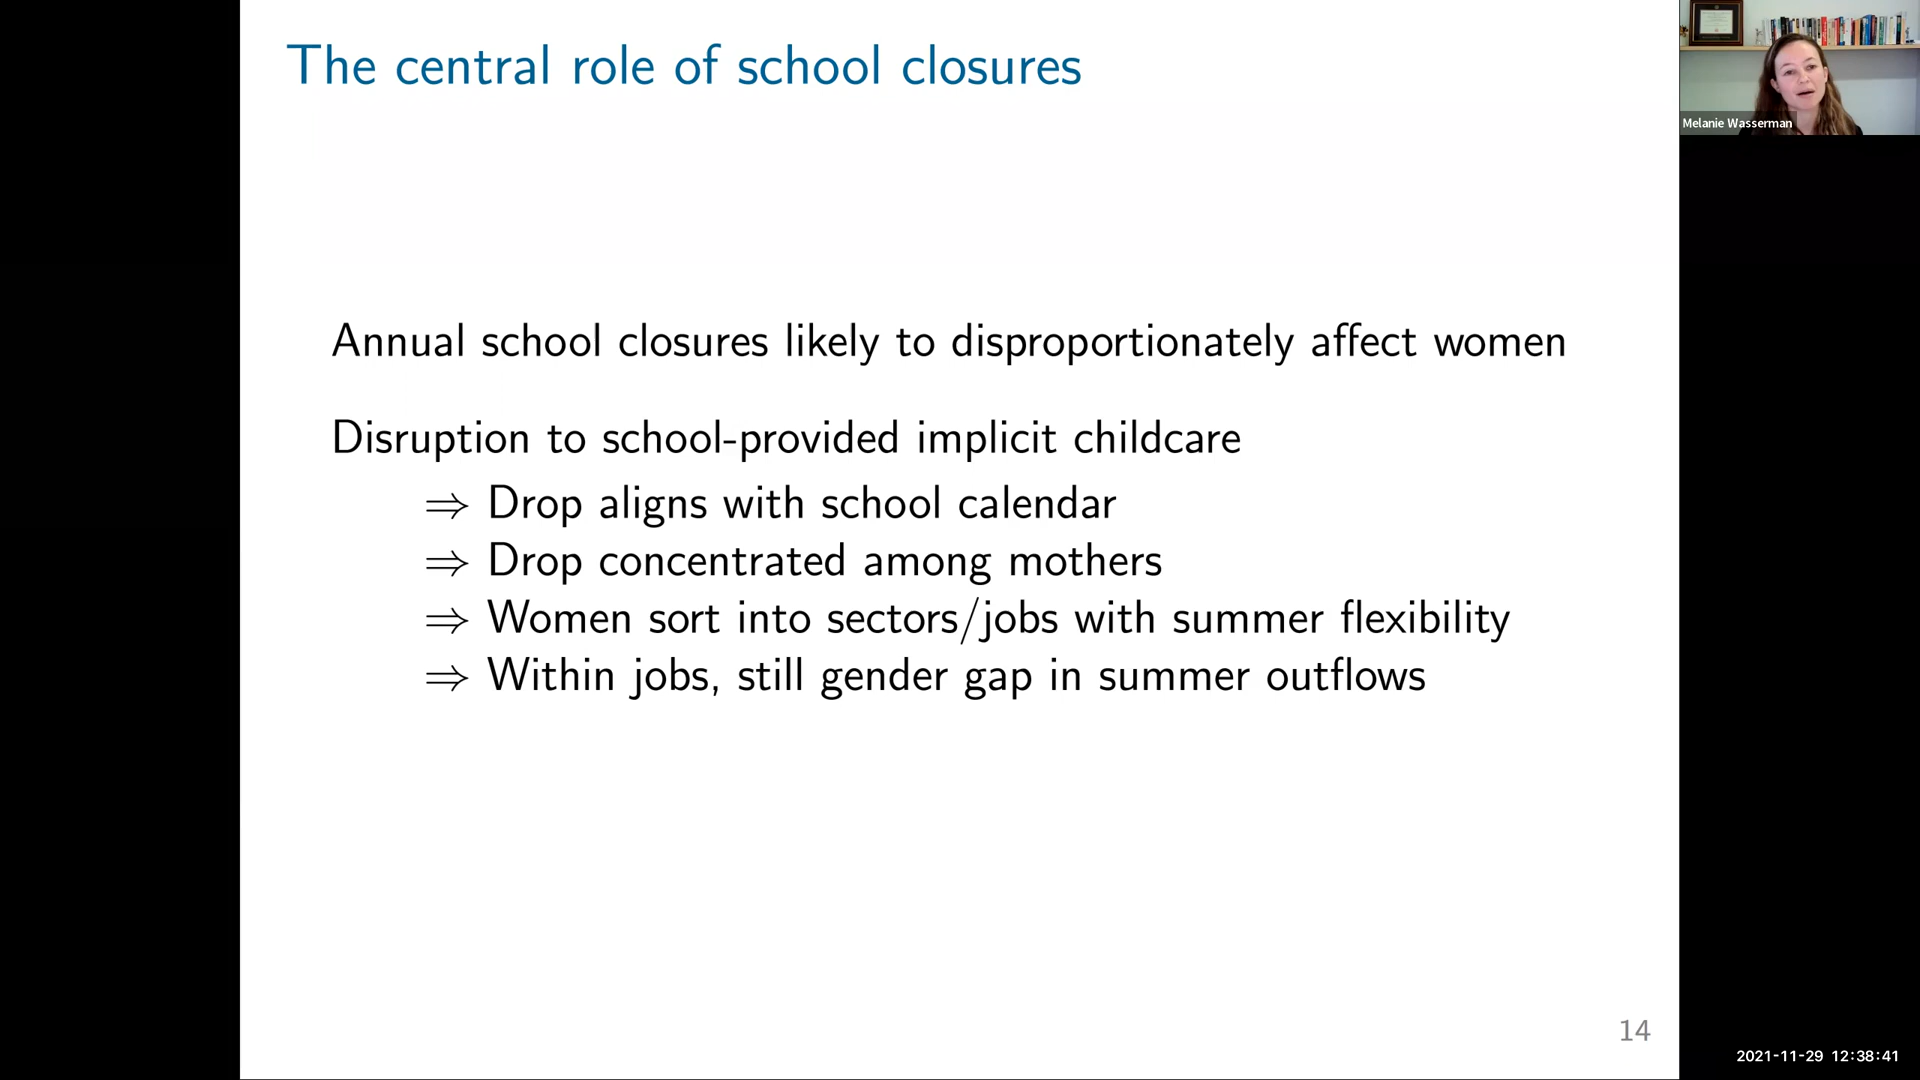 The central role of school closures
Melanie Wasserman
Annual school closures likely to disproportionately affect women
Disruption to school-provided implicit childcare
⇒ Drop aligns with school calendar
⇒ Drop concentrated among mothers
⇒ Women sort into sectors/jobs with summer flexibility
⇒ Within jobs, still gender gap in summer outflows
14
2021-11-29 12:38:41